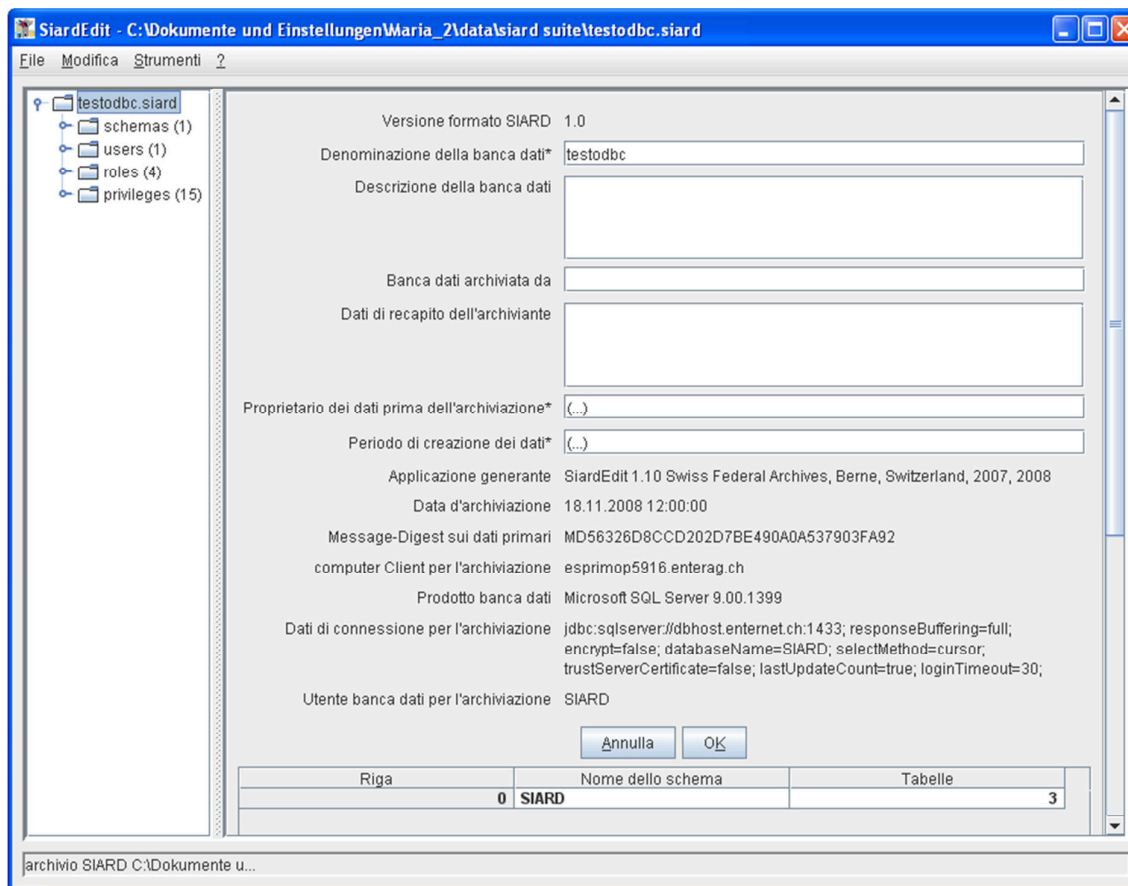 SiardEdit - C:\Dokumente und Einstellungen\Maria_2\data\siard suite\testodbc.siard
File Modifica Strumenti ?
testodbc.siard
schemas (1)
users (1)
roles (4)
privileges (15)
Versione formato SIARD 1.0
Denominazione della banca dati* testodbc
Descrizione della banca dati
Banca dati archiviata da
Dati di recapito dell'archiviante
Proprietario dei dati prima dell'archiviazione* (...)
Periodo di creazione dei dati* (...)
Applicazione generante SiardEdit 1.10 Swiss Federal Archives, Berne, Switzerland, 2007, 2008
Data d'archiviazione 18.11.2008 12:00:00
Message-Digest sui dati primari MD56326D8CCD202D7BE490A0A537903FA92
computer Client per l'archiviazione esprimop5916.enterag.ch
Prodotto banca dati Microsoft SQL Server 9.00.1399
Dati di connessione per l'archiviazione jdbc:sqlserver://dbhost.enternet.ch:1433; responseBuffering=full;
encrypt=false; databaseName=SIARD; selectMethod=cursor;
trustServerCertificate=false; lastUpdateCount=true; loginTimeout=30;
Utente banca dati per l'archiviazione SIARD
Annulla OK
Riga Nome dello schema Tabelle
0 SIARD 3
archivio SIARD C:\Dokumente u...